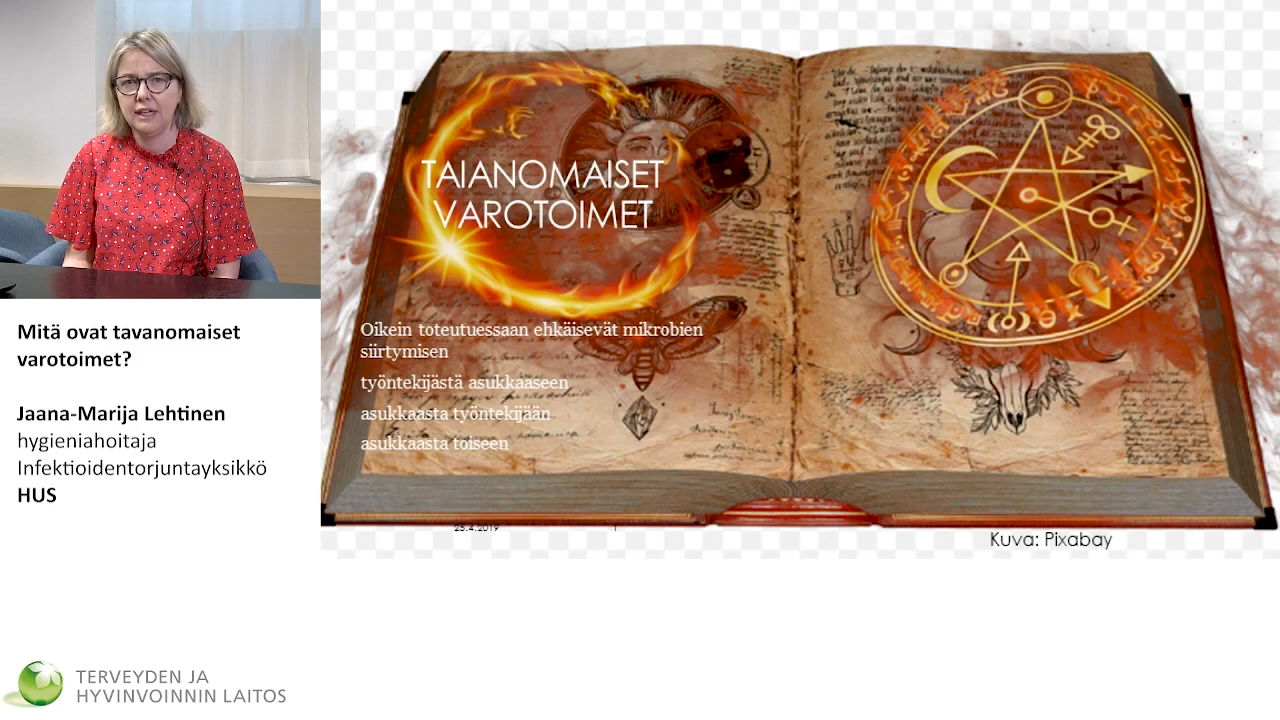 Mitä ovat tavanomaiset
varotoimet?
Jaana-Marija Lehtinen
hygieniahoitaja
Infektioidentorjuntayksikkö
HUS
TERVEYDEN JA
HYVINVOINNIN LAITOS
TAIANOMAISET
VAROTOIMET
Oikein toteutuessaan ehkäisevät mikrobien
siirtymisen
työntekijästä asukkaaseen
asukkaasta työntekijään
asukkaasta toiseen
25.4.2019
Kuva: Pixabay